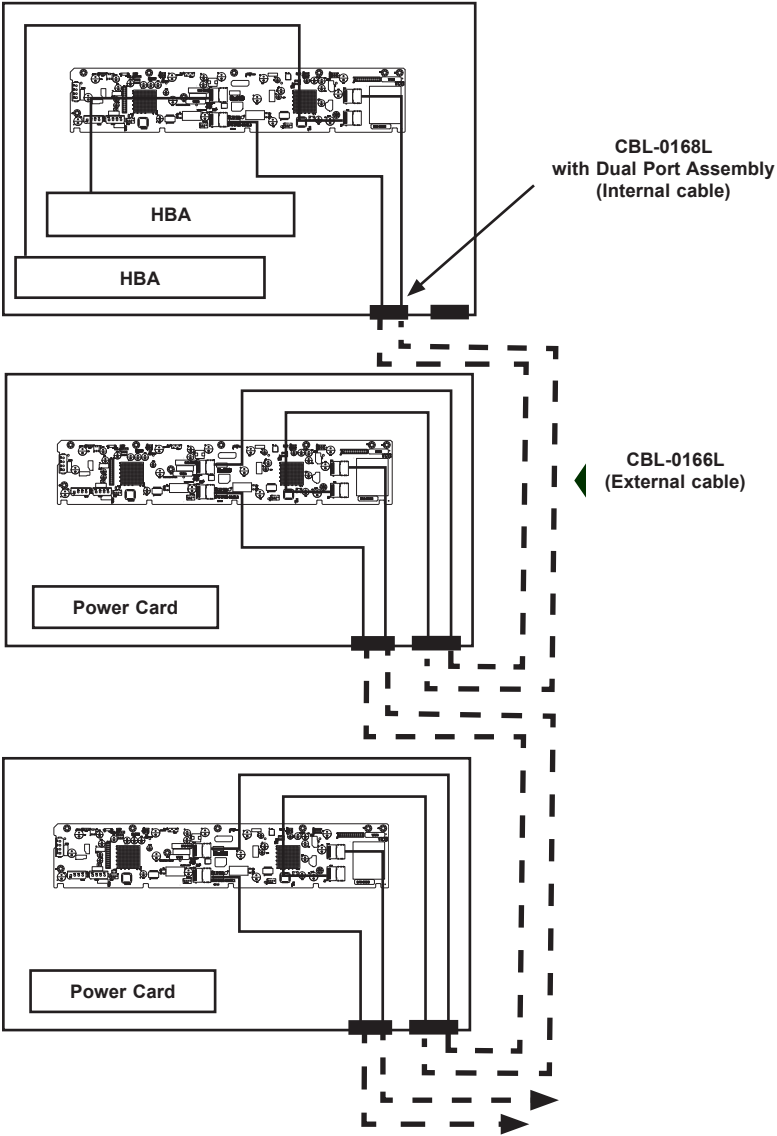 CBL-0168L
with Dual Port Assembly
(Internal cable)
HBA
HBA
CBL-0166L
(External cable)
Power Card
Power Card